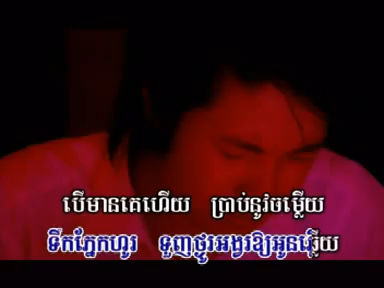 បើមានគេហើយ ប្រាប់នូវចម្លើយ
ទឹកភ្នែកហូរ ទួញថ្ងូរអង្វរឱ្យអូនឆ្លើយ